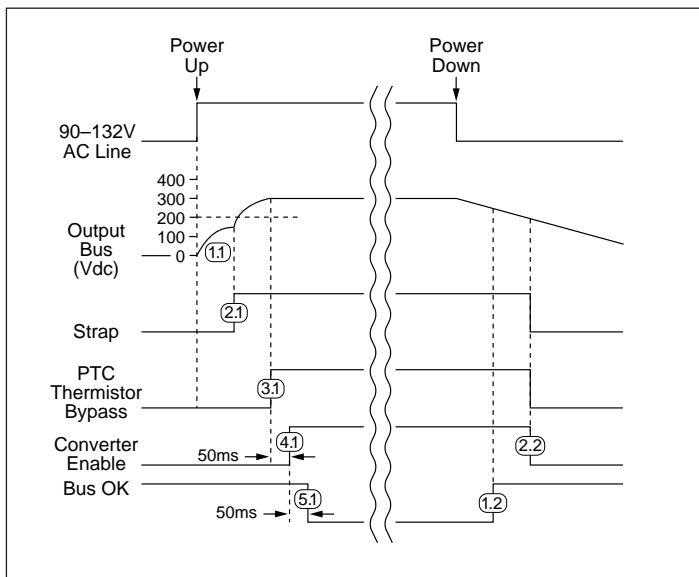 Power
Up
Power
Down
90–132V
AC Line
400
300
200
100
0
Output
Bus
(Vdc)
1.1
2.1
Strap
PTC
Thermistor
Bypass
3.1
Converter
Enable
4.1
50ms
2.2
Bus OK
5.1
1.2
50ms